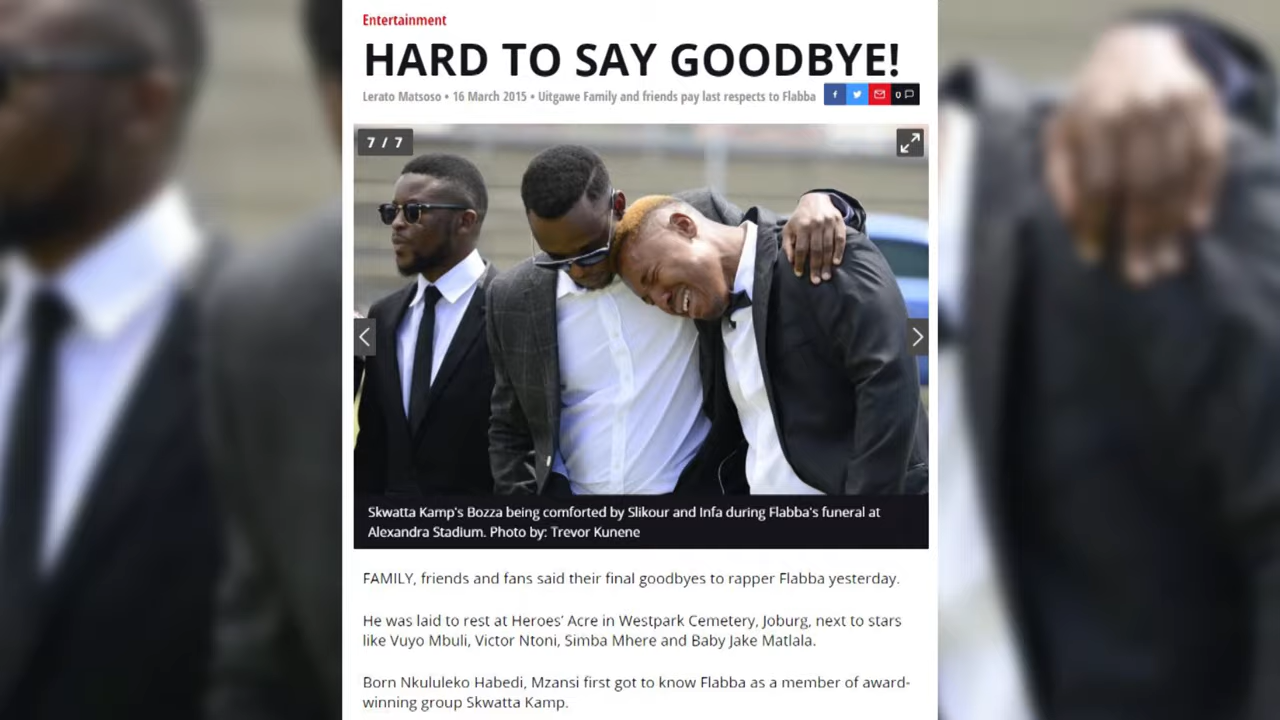 Entertainment
HARD TO SAY GOODBYE!
Lerato Matsoso • 16 March 2015 • Uitgawe Family and friends pay last respects to Flabba
0
7 / 7
Skwatta Kamp's Bozza being comforted by Slikour and Infa during Flabba's funeral at
Alexandra Stadium. Photo by: Trevor Kunene
FAMILY, friends and fans said their final goodbyes to rapper Flabba yesterday.
He was laid to rest at Heroes’ Acre in Westpark Cemetery, Joburg, next to stars
like Vuyo Mbuli, Victor Ntoni, Simba Mhere and Baby Jake Matlala.
Born Nkululeko Habedi, Mzansi first got to know Flabba as a member of award-
winning group Skwatta Kamp.